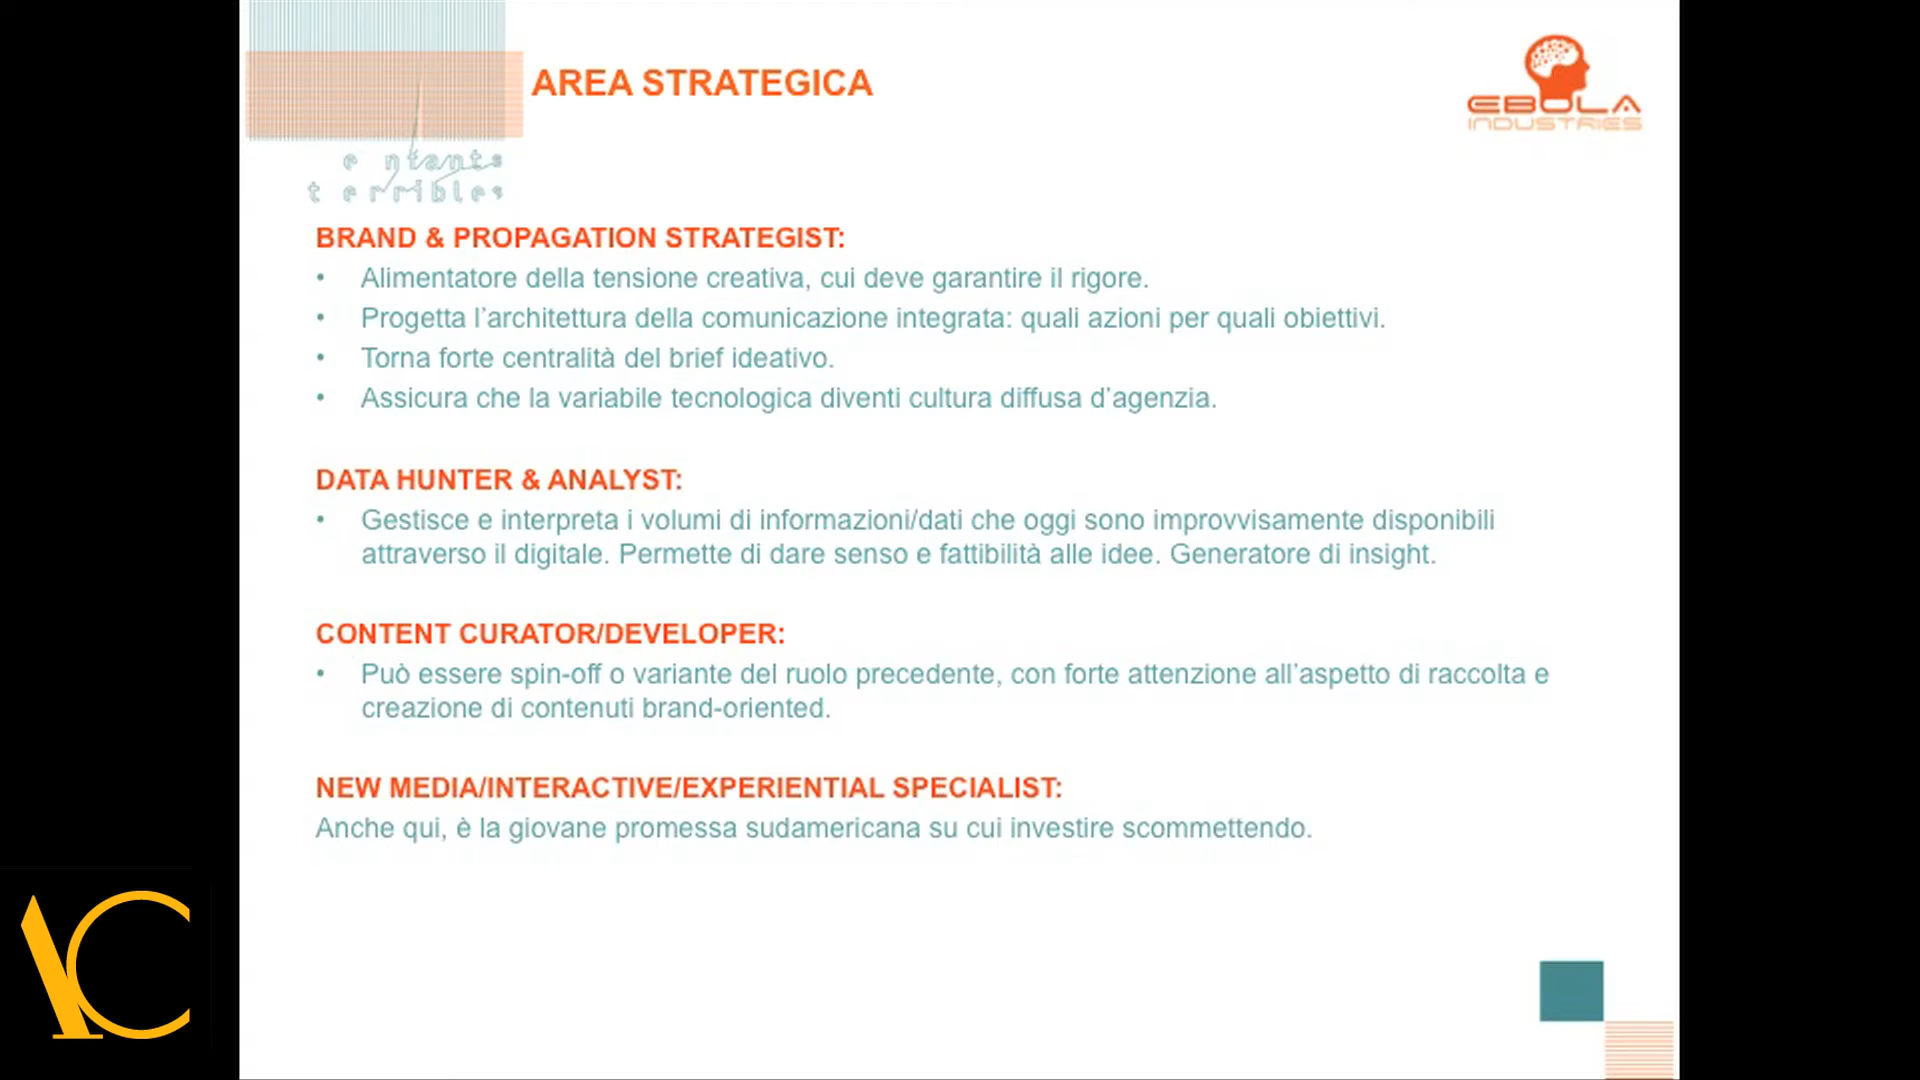 AREA STRATEGICA
EBOLA
INDUSTRIES
enfants
terribles
BRAND & PROPAGATION STRATEGIST:
• Alimentatore della tensione creativa, cui deve garantire il rigore.
• Progetta l’architettura della comunicazione integrata: quali azioni per quali obiettivi.
• Torna forte centralità del brief ideativo.
• Assicura che la variabile tecnologica diventi cultura diffusa d’agenzia.
DATA HUNTER & ANALYST:
• Gestisce e interpreta i volumi di informazioni/dati che oggi sono improvvisamente disponibili
attraverso il digitale. Permette di dare senso e fattibilità alle idee. Generatore di insight.
CONTENT CURATOR/DEVELOPER:
• Può essere spin-off o variante del ruolo precedente, con forte attenzione all’aspetto di raccolta e
creazione di contenuti brand-oriented.
NEW MEDIA/INTERACTIVE/EXPERIENTIAL SPECIALIST:
Anche qui, è la giovane promessa sudamericana su cui investire scommettendo.